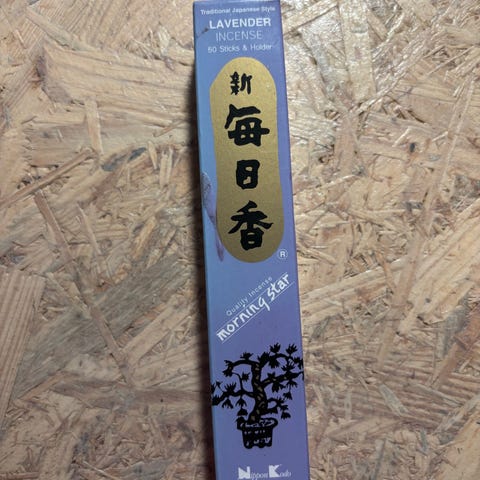 Traditional Japanese Style
LAVENDER
INCENSE
50 Sticks & Holder
新
毎日香
®
Quality Incense
morning star
Nippon Kodo